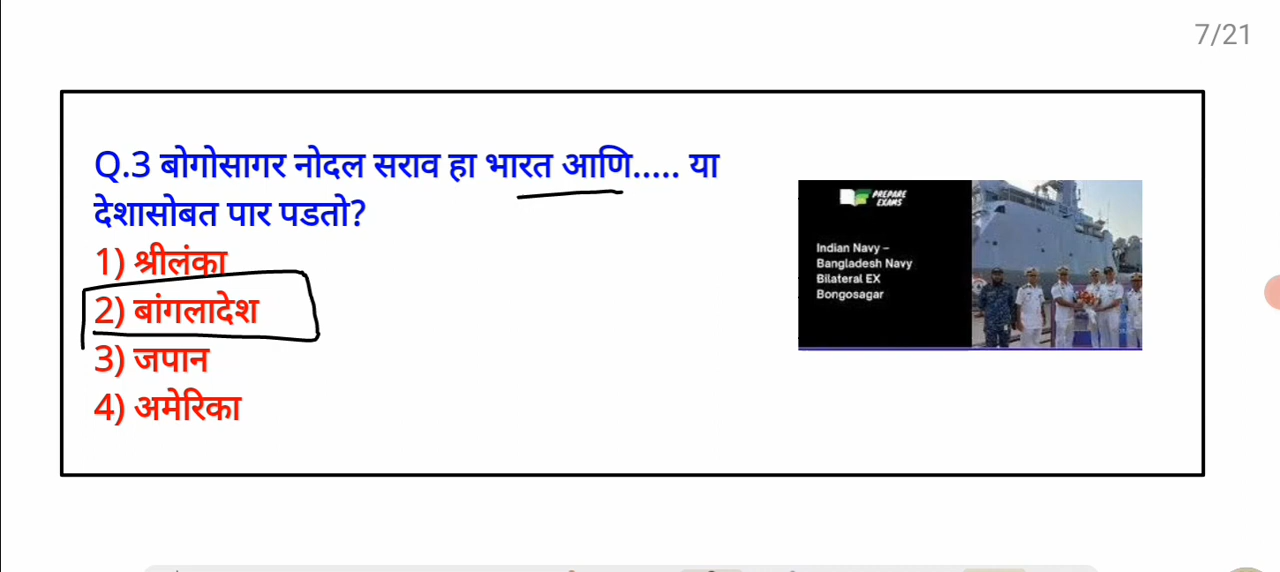 7/21
Q.3 बोगोसागर नोदल सराव हा भारत आणि..... या
देशासोबत पार पडतो?
1) श्रीलंका
2) बांगलादेश
3) जपान
4) अमेरिका
PREPARE
EXAMS
Indian Navy –
Bangladesh Navy
Bilateral EX
Bongosagar